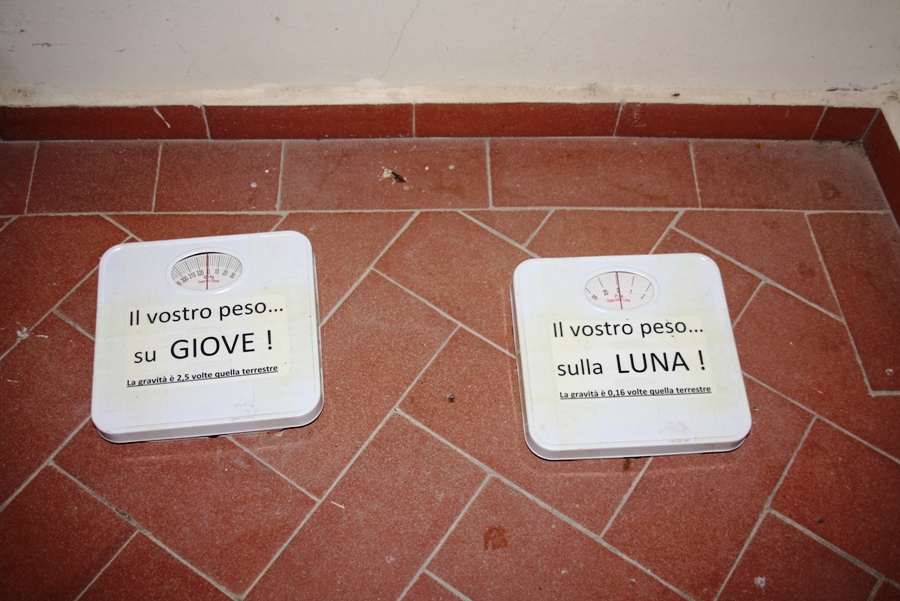 Il vostro peso...
su GIOVE !
La gravità è 2,5 volte quella terrestre
Il vostro peso...
sulla LUNA !
La gravità è 0,16 volte quella terrestre